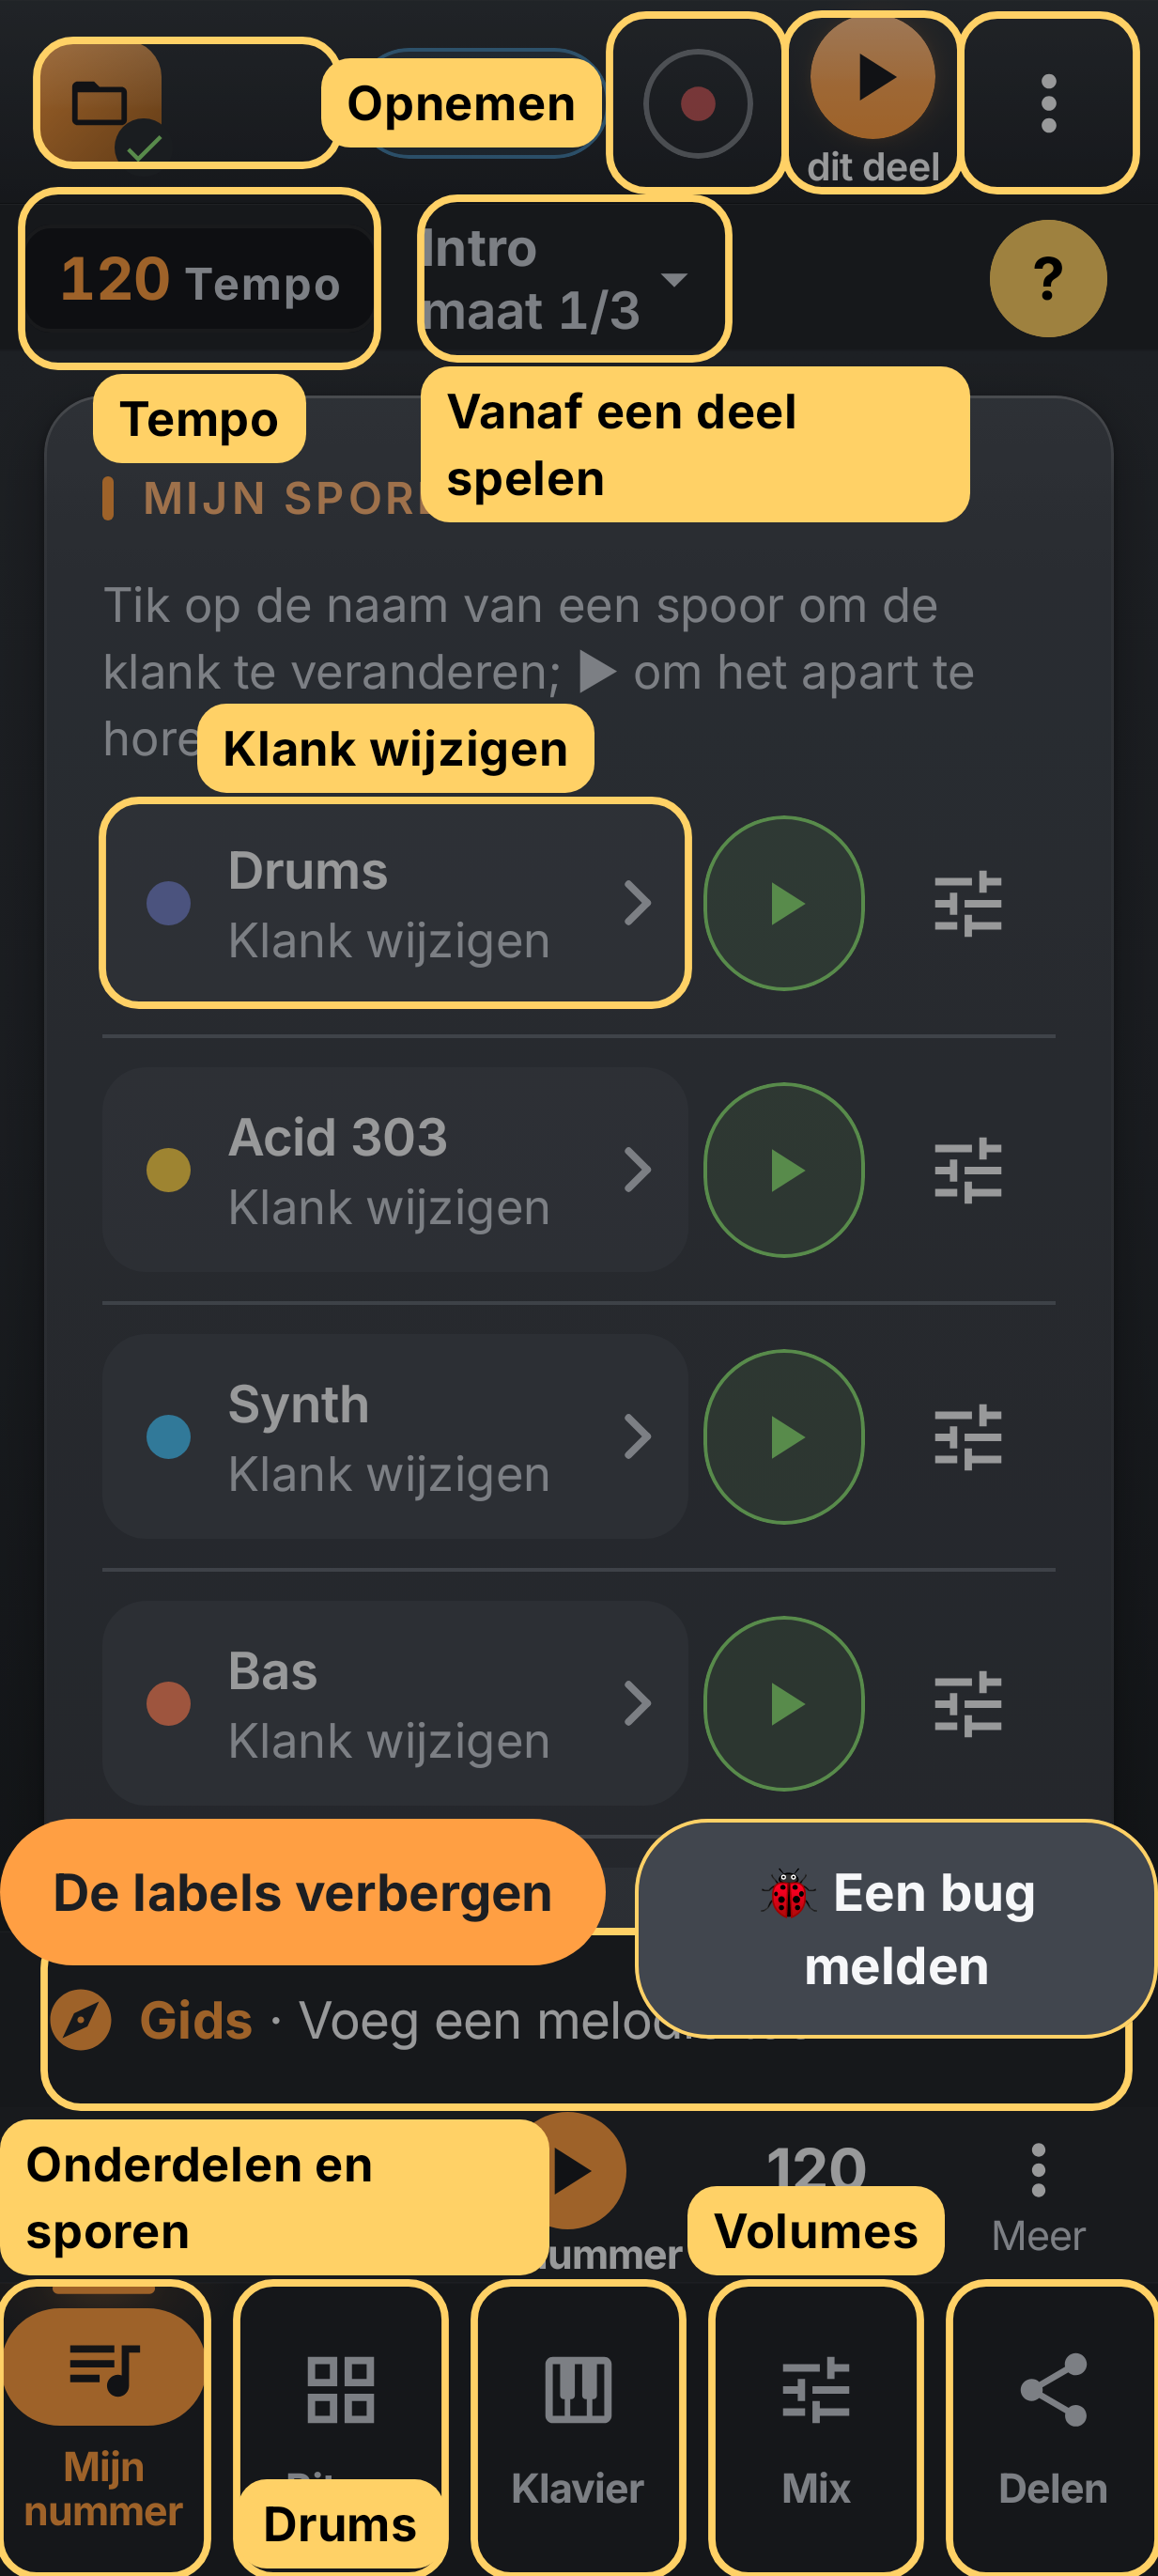 Opnemen
dit deel
120 Tempo
Intro
maat 1/3
?
Tempo
Vanaf een deel
spelen
MIJN SPOR
Tik op de naam van een spoor om de
klank te veranderen; ▶ om het apart te
hore
Klank wijzigen
Drums
Klank wijzigen
Acid 303
Klank wijzigen
Synth
Klank wijzigen
Bas
Klank wijzigen
De labels verbergen
🐞 Een bug
melden
Gids · Voeg een melod
Onderdelen en
sporen
120
Volumes
ummer
Meer
Mijn
nummer
Drums
Klavier
Mix
Delen